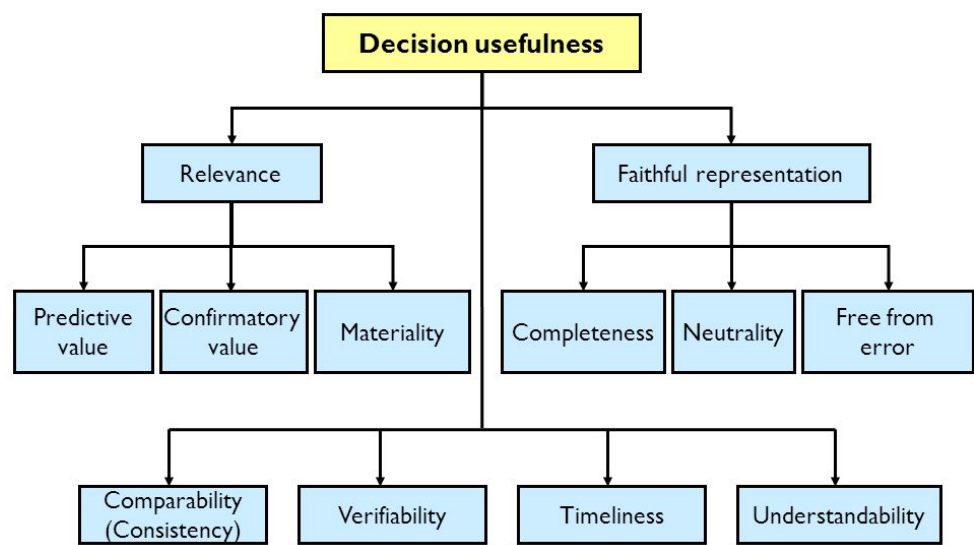 Decision usefulness
Relevance
Faithful representation
Predictive
value
Confirmatory
value
Materiality
Completeness
Neutrality
Free from
error
Comparability
(Consistency)
Verifiability
Timeliness
Understandability